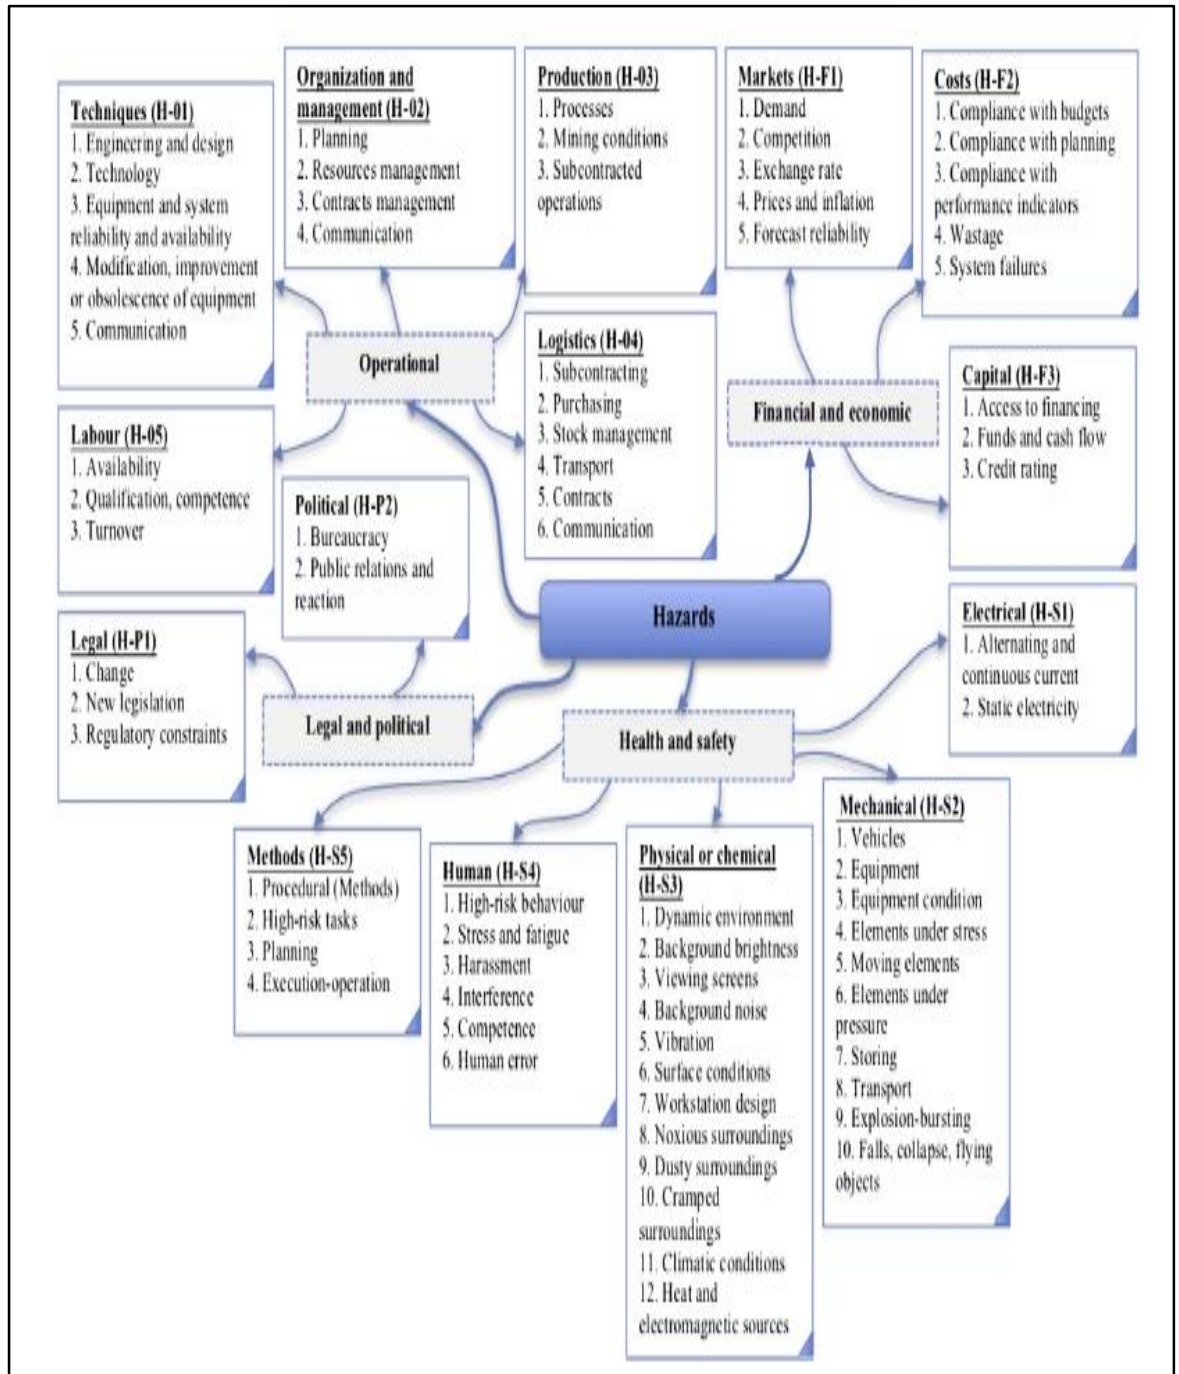 Techniques (H-01)
1. Engineering and design
2. Technology
3. Equipment and system
reliability and availability
4. Modification, improvement
or obsolescence of equipment
5. Communication
Organization and
management (H-02)
1. Planning
2. Resources management
3. Contracts management
4. Communication
Production (H-03)
1. Processes
2. Mining conditions
3. Subcontracted
operations
Markets (H-F1)
1. Demand
2. Competition
3. Exchange rate
4. Prices and inflation
5. Forecast reliability
Costs (H-F2)
1. Compliance with budgets
2. Compliance with planning
3. Compliance with
performance indicators
4. Wastage
5. System failures
Operational
Logistics (H-04)
1. Subcontracting
2. Purchasing
3. Stock management
4. Transport
5. Contracts
6. Communication
Financial and economic
Capital (H-F3)
1. Access to financing
2. Funds and cash flow
3. Credit rating
Labour (H-05)
1. Availability
2. Qualification, competence
3. Turnover
Political (H-P2)
1. Bureaucracy
2. Public relations and
reaction
Hazards
Legal (H-P1)
1. Change
2. New legislation
3. Regulatory constraints
Legal and political
Health and safety
Electrical (H-S1)
1. Alternating and
continuous current
2. Static electricity
Methods (H-S5)
1. Procedural (Methods)
2. High-risk tasks
3. Planning
4. Execution-operation
Human (H-S4)
1. High-risk behaviour
2. Stress and fatigue
3. Harassment
4. Interference
5. Competence
6. Human error
Physical or chemical
(H-S3)
1. Dynamic environment
2. Background brightness
3. Viewing screens
4. Background noise
5. Vibration
6. Surface conditions
7. Workstation design
8. Noxious surroundings
9. Dusty surroundings
10. Cramped
surroundings
11. Climatic conditions
12. Heat and
electromagnetic sources
Mechanical (H-S2)
1. Vehicles
2. Equipment
3. Equipment condition
4. Elements under stress
5. Moving elements
6. Elements under
pressure
7. Storing
8. Transport
9. Explosion-bursting
10. Falls, collapse, flying
objects